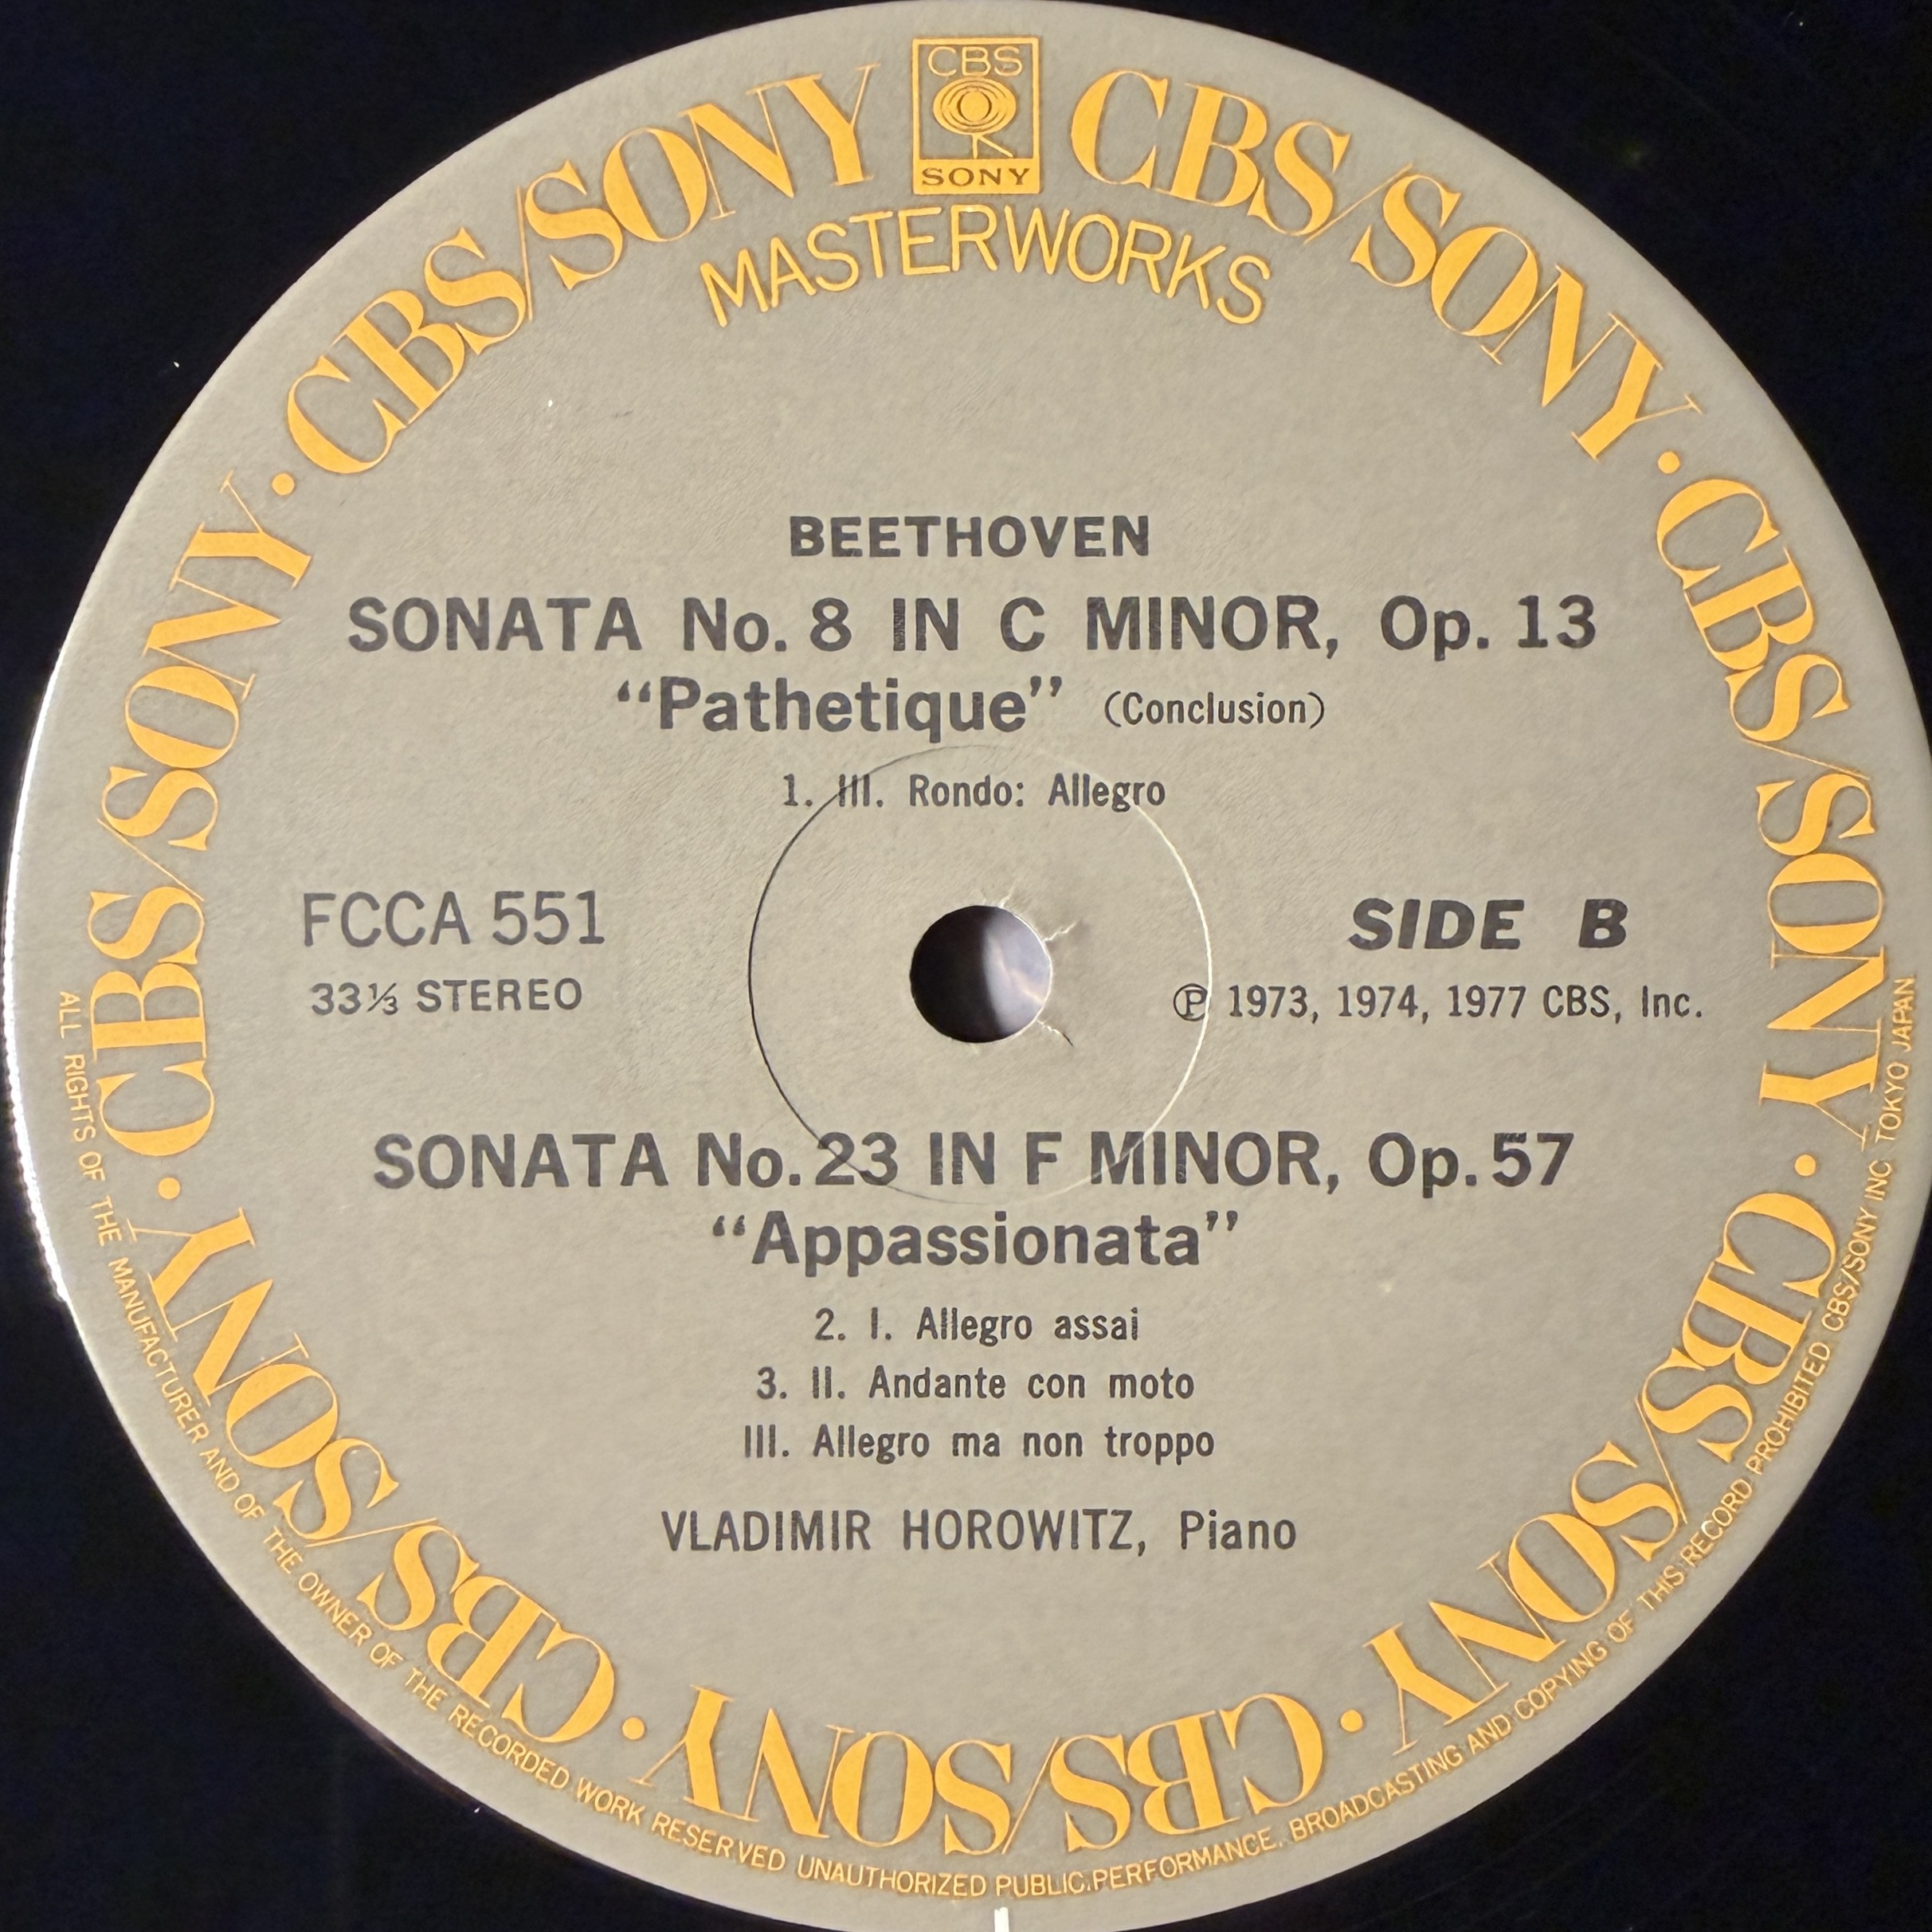 CBS
SONY
CBS/SONY · CBS/SONY · CBS/SONY · CBS/SONY · CBS/SONY · CBS/SONY · CBS/SONY
MASTERWORKS
BEETHOVEN
SONATA No. 8 IN C MINOR, Op. 13
“Pathetique” (Conclusion)
1. III. Rondo: Allegro
FCCA 551
33⅓ STEREO
SIDE B
℗ 1973, 1974, 1977 CBS, Inc.
SONATA No. 23 IN F MINOR, Op. 57
“Appassionata”
2. I. Allegro assai
3. II. Andante con moto
III. Allegro ma non troppo
VLADIMIR HOROWITZ, Piano
ALL RIGHTS OF THE MANUFACTURER AND OF THE OWNER OF THE RECORDED WORK RESERVED UNAUTHORIZED PUBLIC.PERFORMANCE, BROADCASTING AND COPYING OF THIS RECORD PROHIBITED CBS/SONY INC TOKYO JAPAN